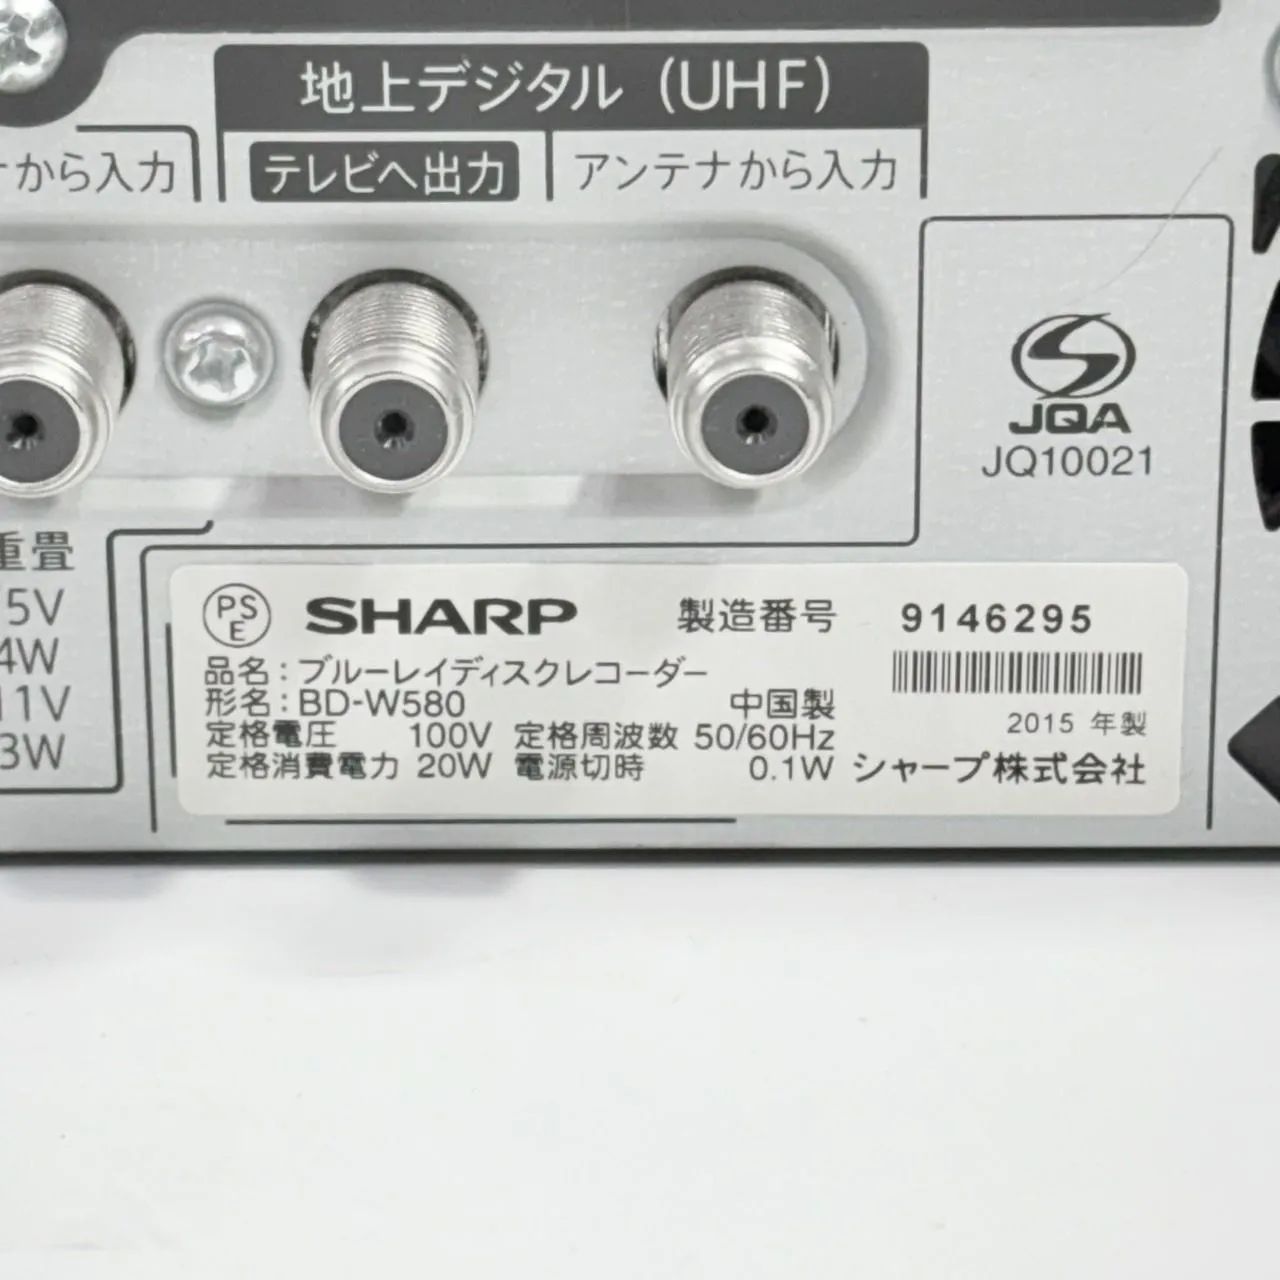 地上デジタル (UHF)
から入力
テレビへ出力
アンテナから入力
JQA
JQ10021
重畳
5V
4W
11V
3W
PSE
SHARP
製造番号 9146295
品名:ブルーレイディスクレコーダー
形名:BD-W580 中国製
2015 年製
定格電圧 100V 定格周波数 50/60Hz
定格消費電力 20W 電源切時 0.1W シャープ株式会社